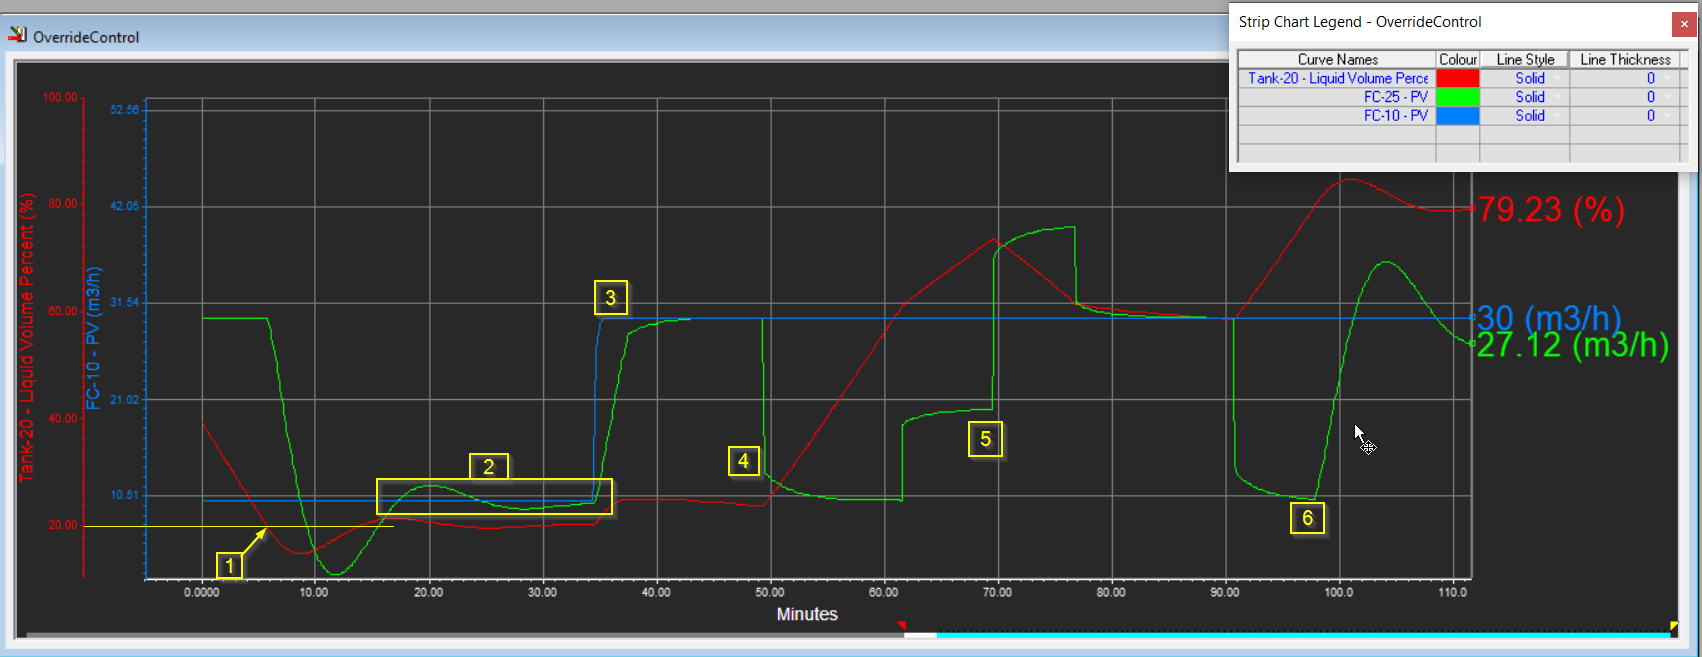 Strip Chart Legend - OverrideControl
OverrideControl
Curve Names Colour Line Style Line Thickness
Tank-20 - Liquid Volume Perce Solid 0
FC-25 - PV Solid 0
FC-10 - PV Solid 0
100.00
80.00
60.00
40.00
20.00
Tank-20 - Liquid Volume Percent (%)
52.56
42.05
31.54
21.02
10.51
FC-10 - PV (m3/h)
1
2
3
4
5
6
79.23 (%)
30 (m3/h)
27.12 (m3/h)
0.0000 10.00 20.00 30.00 40.00 50.00 60.00 70.00 80.00 90.00 100.0 110.0
Minutes